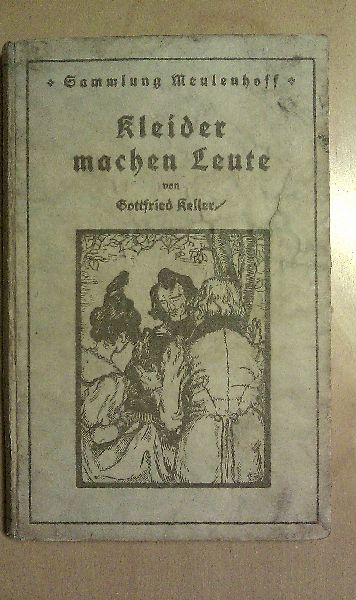 Sammlung Meulenhoff
Kleider
machen Leute
von
Gottfried Keller